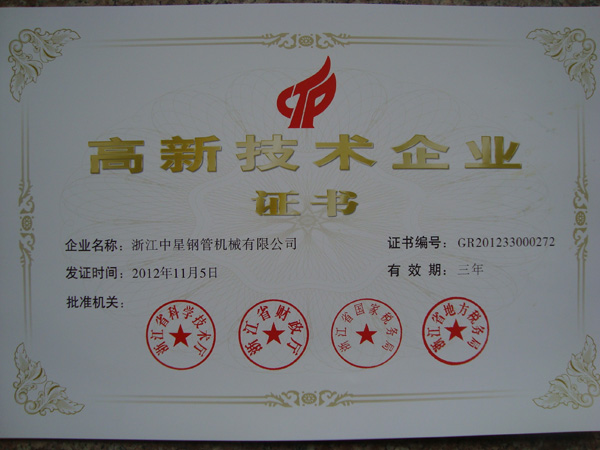 CTP
高新技术企业
证书
企业名称：浙江中星钢管机械有限公司
证书编号：GR201233000272
发证时间：2012年11月5日
有效期：三年
批准机关：
浙江省科学技术厅
浙江省财政厅
浙江省国家税务局
浙江省地方税务局